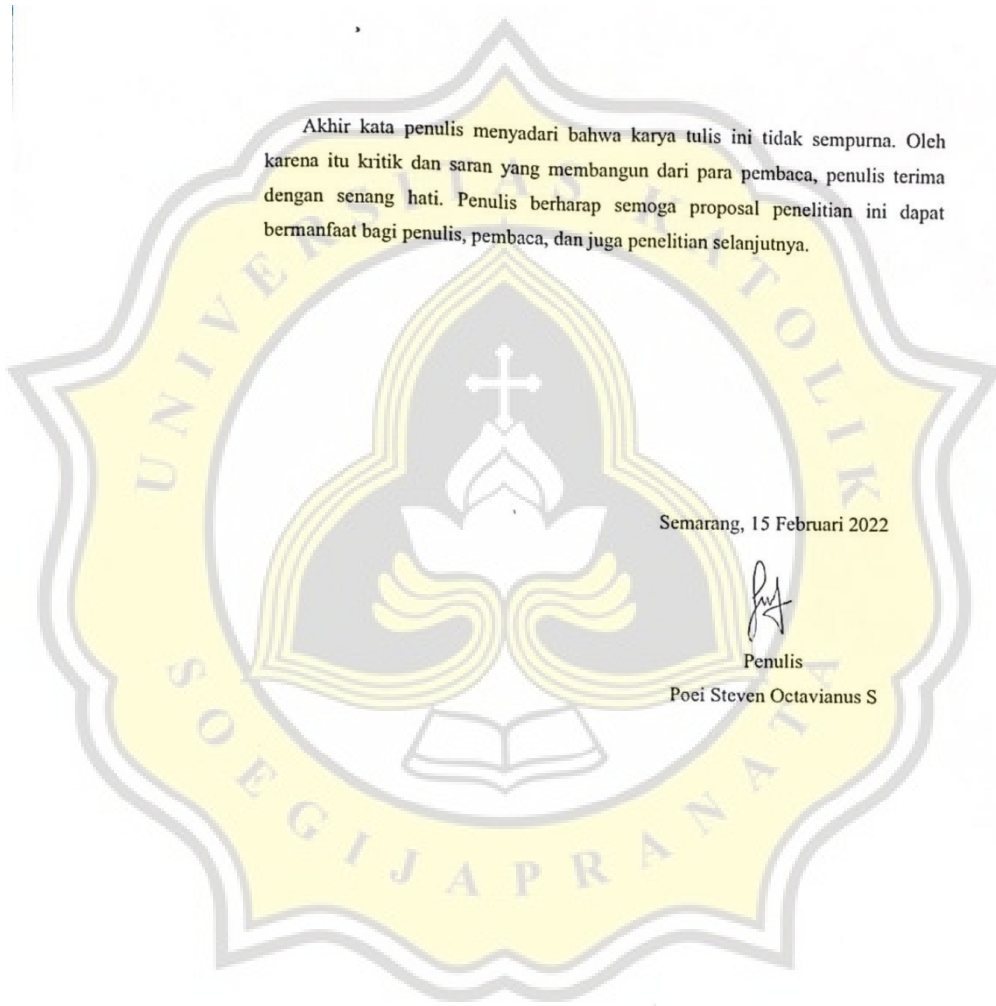 Akhir kata penulis menyadari bahwa karya tulis ini tidak sempurna. Oleh
karena itu kritik dan saran yang membangun dari para pembaca, penulis terima
dengan senang hati. Penulis berharap semoga proposal penelitian ini dapat
bermanfaat bagi penulis, pembaca, dan juga penelitian selanjutnya.
UNIVERSITAS KATOLIK
Semarang, 15 Februari 2022
Penulis
Poei Steven Octavianus S
SOEGIJAPRANATA